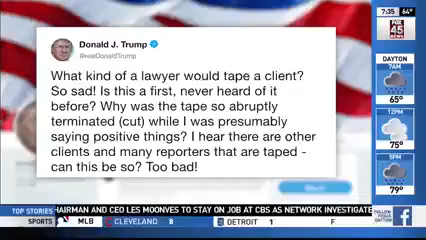 Donald J. Trump
@realDonaldTrump
What kind of a lawyer would tape a client?
So sad! Is this a first, never heard of it
before? Why was the tape so abruptly
terminated (cut) while I was presumably
saying positive things? I hear there are other
clients and many reporters that are taped -
can this be so? Too bad!
7:35 64°
FOX
45
DAYTON
7AM
65°
12PM
75°
5PM
79°
TOP STORIES HAIRMAN AND CEO LES MOONVES TO STAY ON JOB AT CBS AS NETWORK INVESTIGATE
SPORTS MLB CLEVELAND 8 DETROIT 1 F
FOLLOW